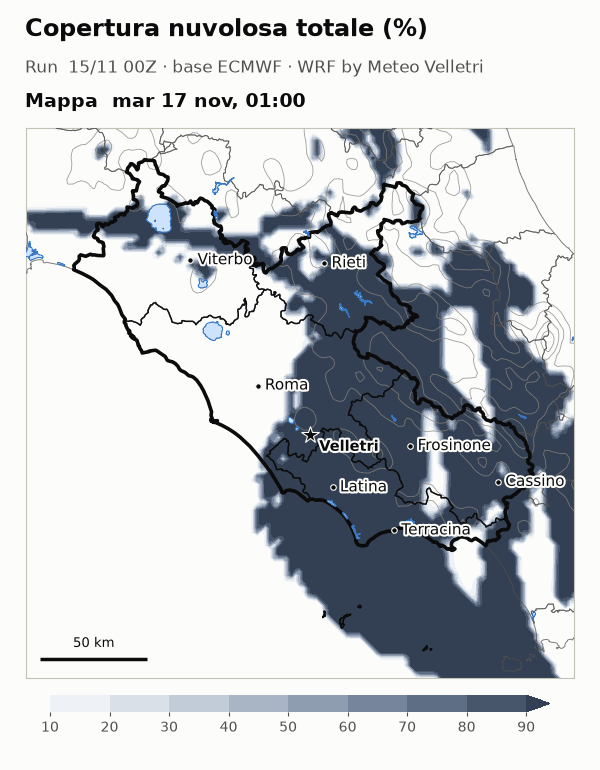 Copertura nuvolosa totale (%)
Run  15/11 00Z · base ECMWF · WRF by Meteo Velletri
Mappa  mar 17 nov, 01:00
Viterbo
Rieti
Roma
Velletri
Frosinone
Cassino
Latina
Terracina
50 km
10 20 30 40 50 60 70 80 90